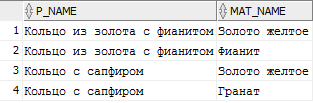 P_NAME MAT_NAME
1 Кольцо из золота с фианитом Золото желтое
2 Кольцо из золота с фианитом Фианит
3 Кольцо с сапфиром Золото желтое
4 Кольцо с сапфиром Гранат